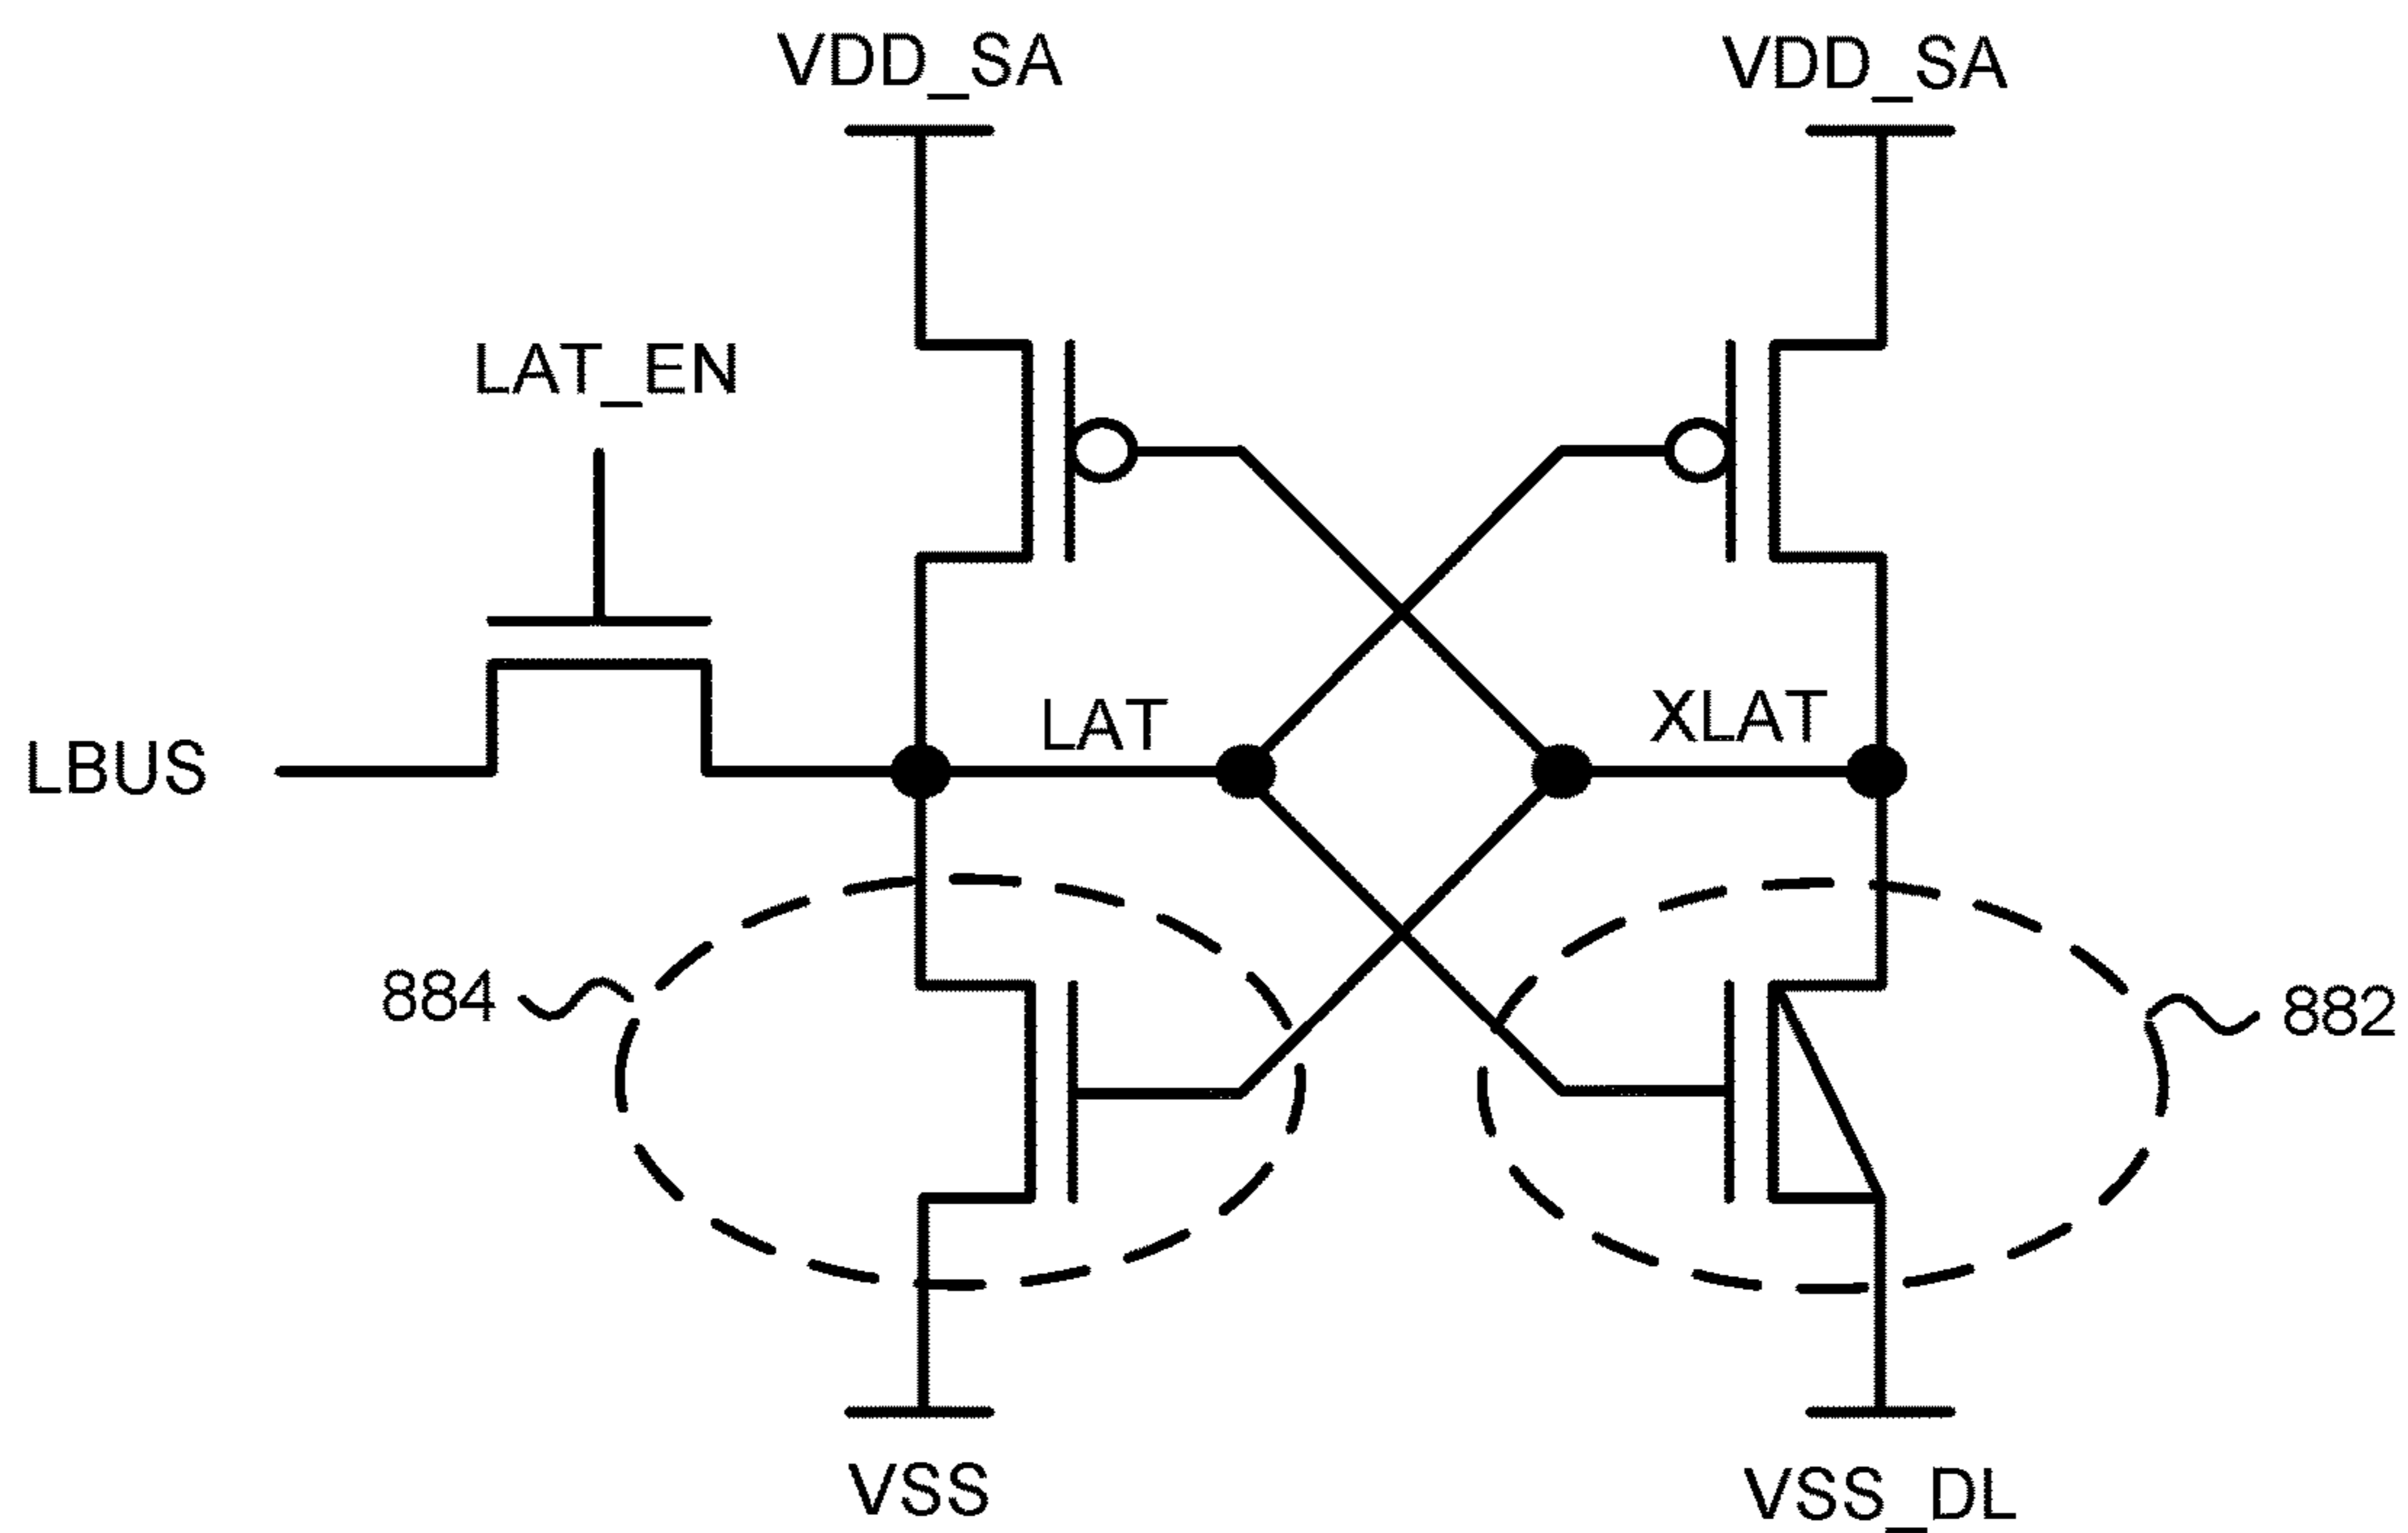 VDD_SA
VDD_SA
LAT_EN
LAT
XLAT
LBUS
884
882
VSS
VSS_DL